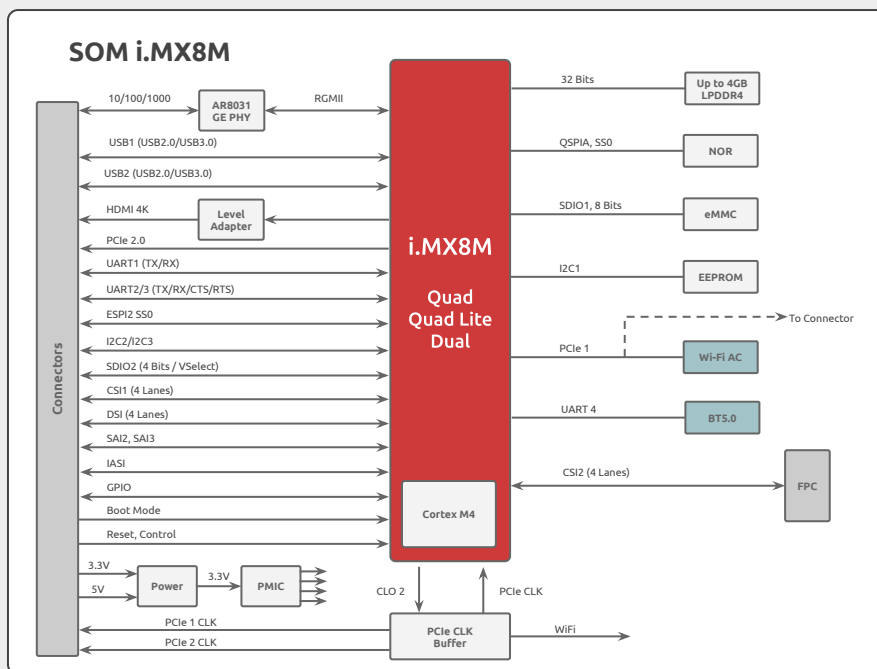 SOM i.MX8M
10/100/1000
AR8031
GE PHY
RGMII
USB1 (USB2.0/USB3.0)
USB2 (USB2.0/USB3.0)
HDMI 4K
Level
Adapter
PCIe 2.0
UART1 (TX/RX)
UART2/3 (TX/RX/CTS/RTS)
ESPI2 SS0
I2C2/I2C3
SDIO2 (4 Bits / VSelect)
CSI1 (4 Lanes)
DSI (4 Lanes)
SAI2, SAI3
IASI
GPIO
Boot Mode
Reset, Control
3.3V
5V
Power
3.3V
PMIC
PCIe 1 CLK
PCIe 2 CLK
Connectors
i.MX8M
Quad
Quad Lite
Dual
Cortex M4
CLO 2
PCIe CLK
PCIe CLK
Buffer
WiFi
32 Bits
Up to 4GB
LPDDR4
QSPIA, SS0
NOR
SDIO1, 8 Bits
eMMC
I2C1
EEPROM
To Connector
PCIe 1
Wi-Fi AC
UART 4
BT5.0
CSI2 (4 Lanes)
FPC